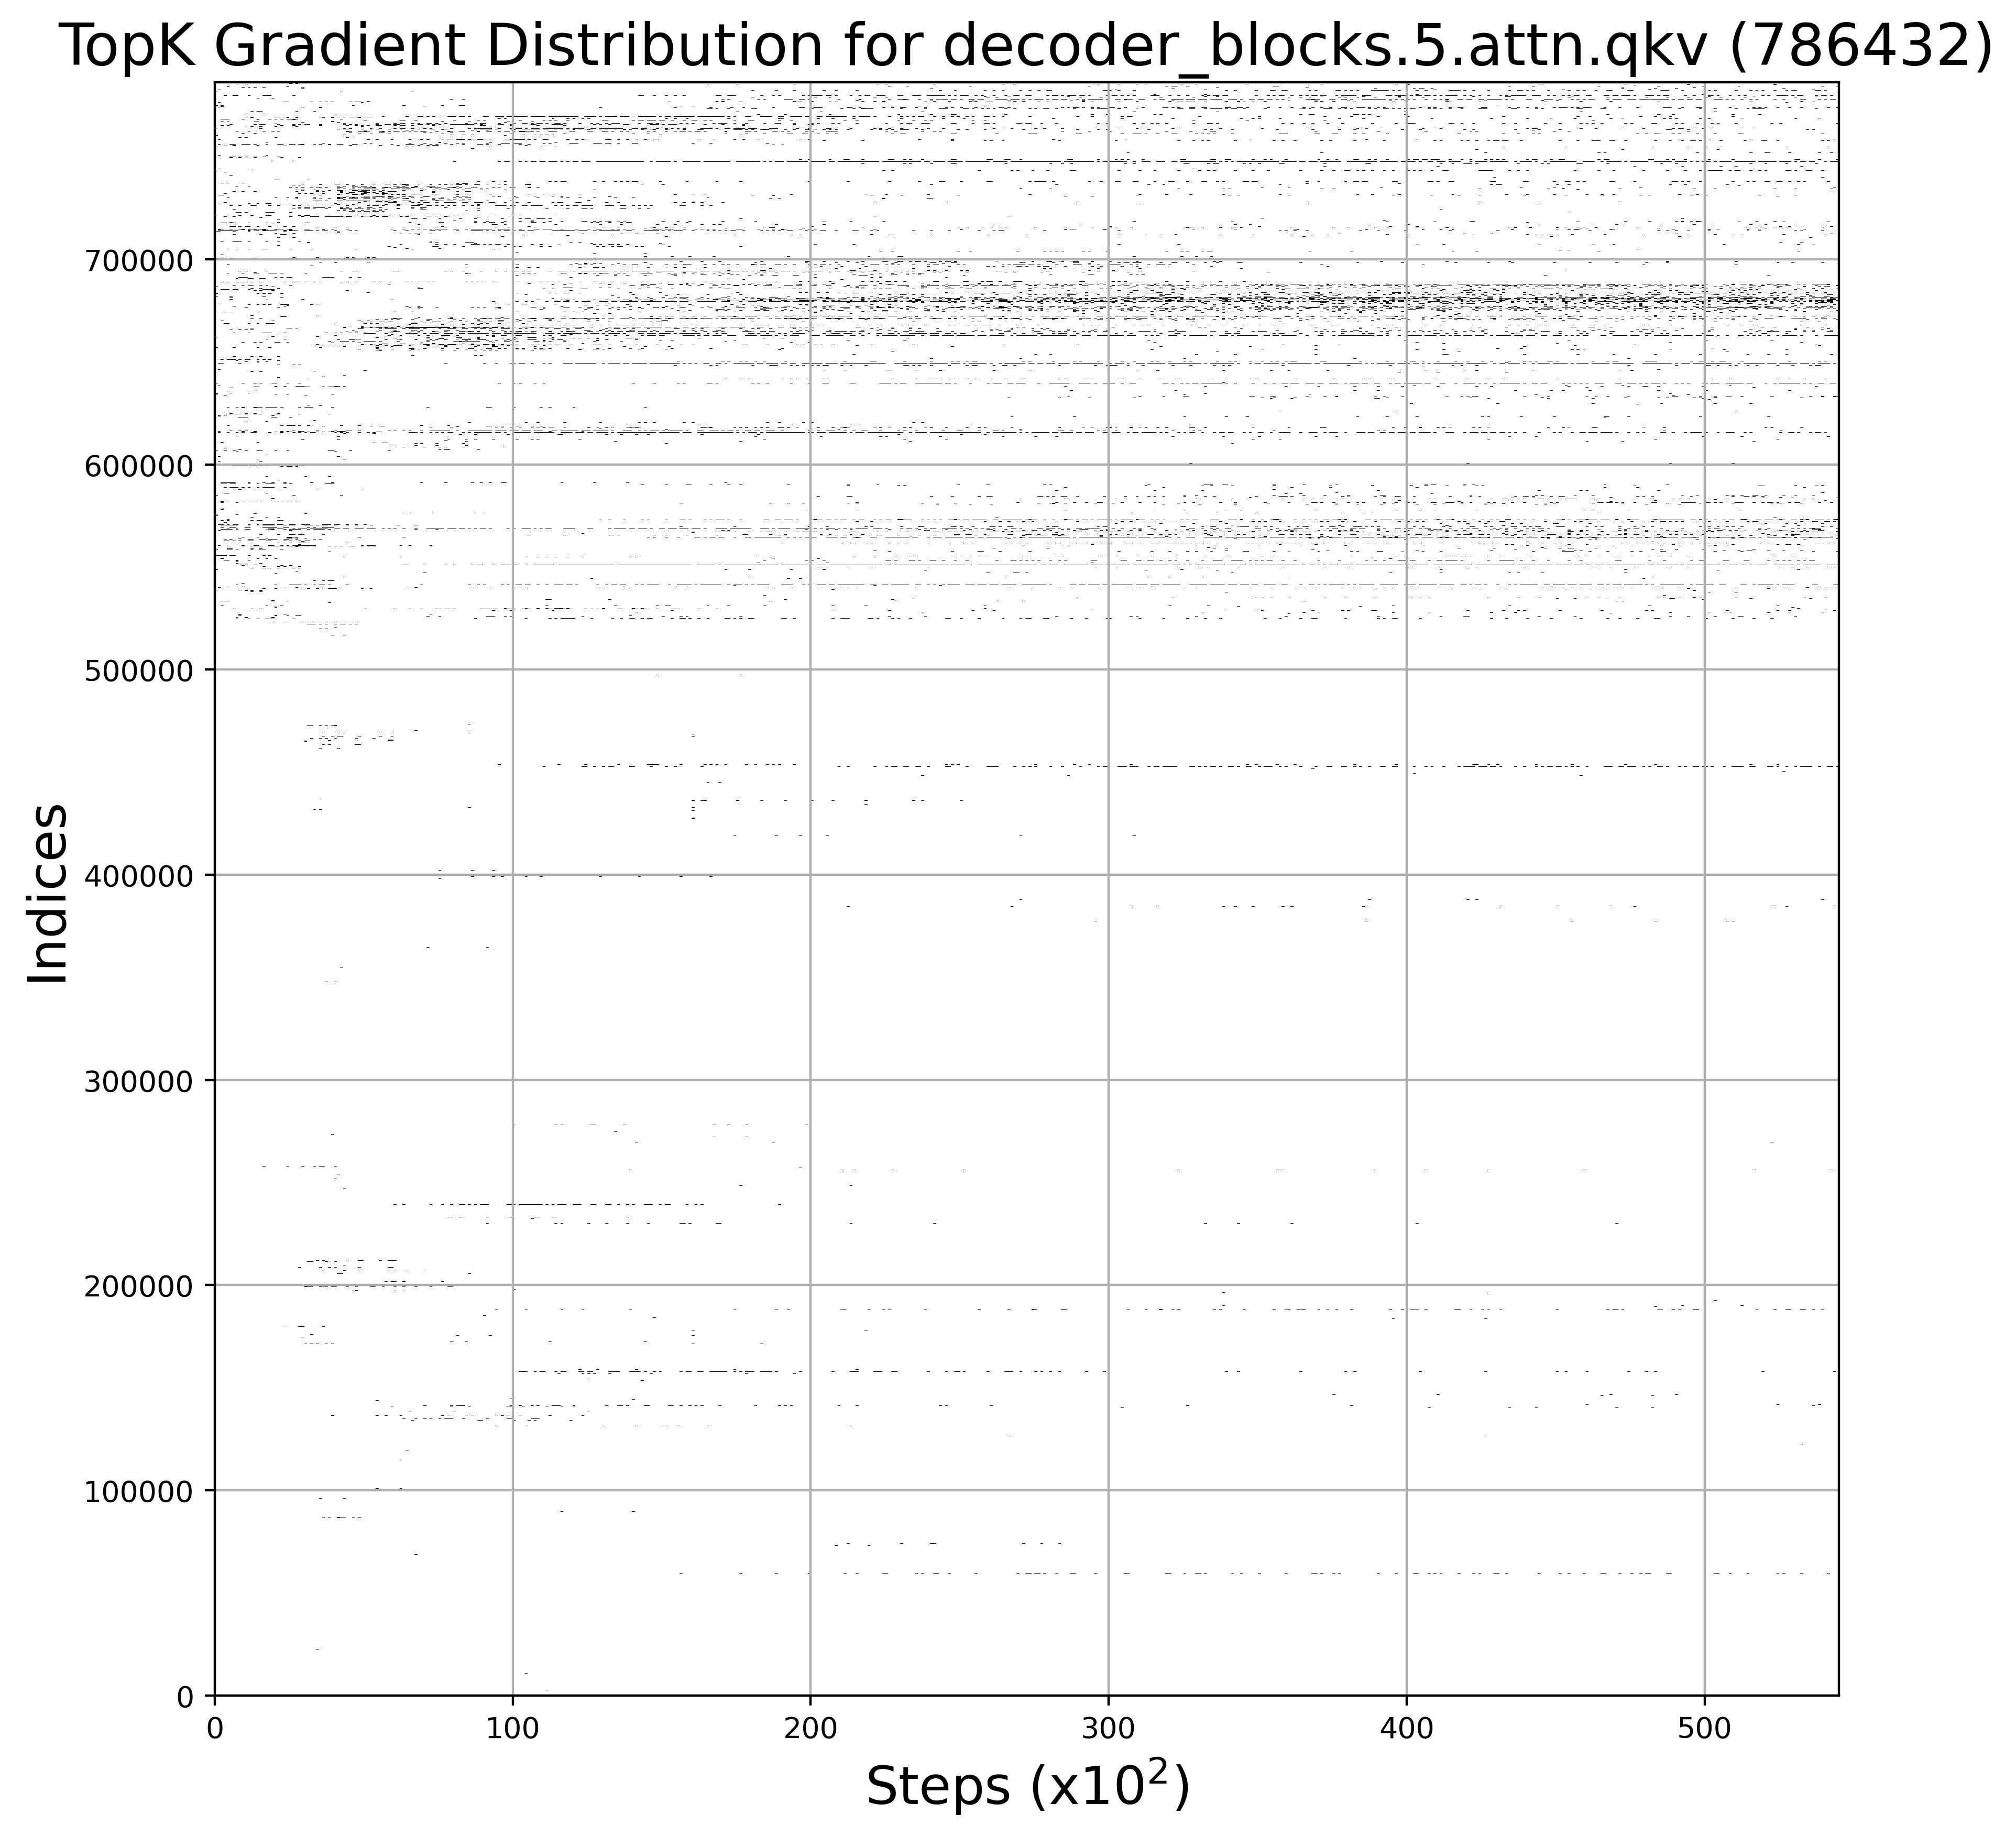 TopK Gradient Distribution for decoder_blocks.5.attn.qkv (786432)
700000
600000
500000
400000
300000
200000
100000
0
Indices
0 100 200 300 400 500
Steps (x10²)